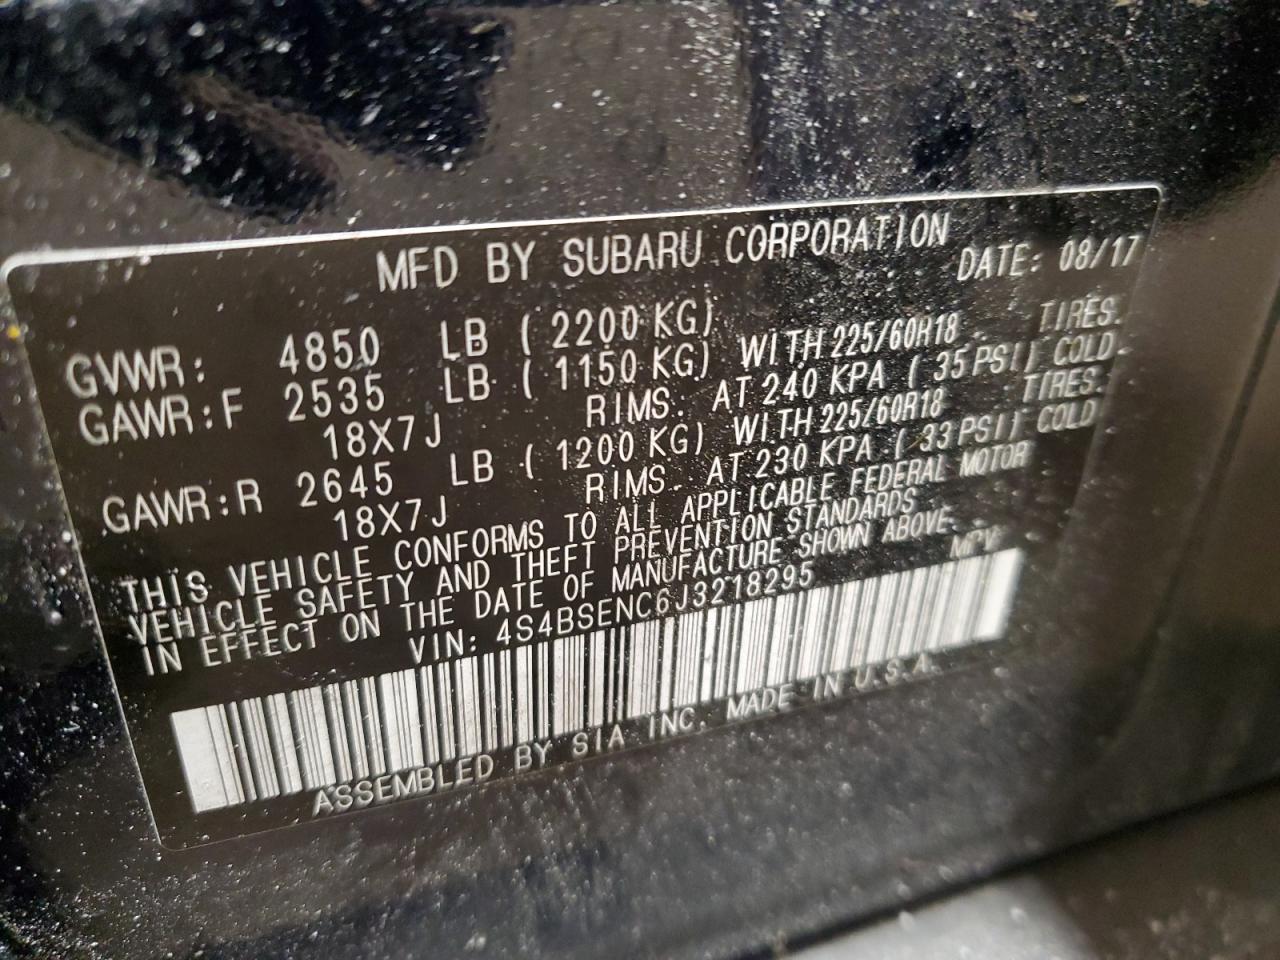 MFD BY SUBARU CORPORATION DATE: 08/17
GVWR: 4850 LB ( 2200 KG)
GAWR:F 2535 LB ( 1150 KG) WITH 225/60R18 TIRES.
18X7J RIMS. AT 240 KPA ( 35 PSI) COLD.
GAWR:R 2645 LB ( 1200 KG) WITH 225/60R18 TIRES.
18X7J RIMS. AT 230 KPA ( 33 PSI) COLD
THIS VEHICLE CONFORMS TO ALL APPLICABLE FEDERAL MOTOR
VEHICLE SAFETY AND THEFT PREVENTION STANDARDS
IN EFFECT ON THE DATE OF MANUFACTURE SHOWN ABOVE.
VIN: 4S4BSENC6J3218295 MPV
ASSEMBLED BY SIA INC. MADE IN U.S.A.